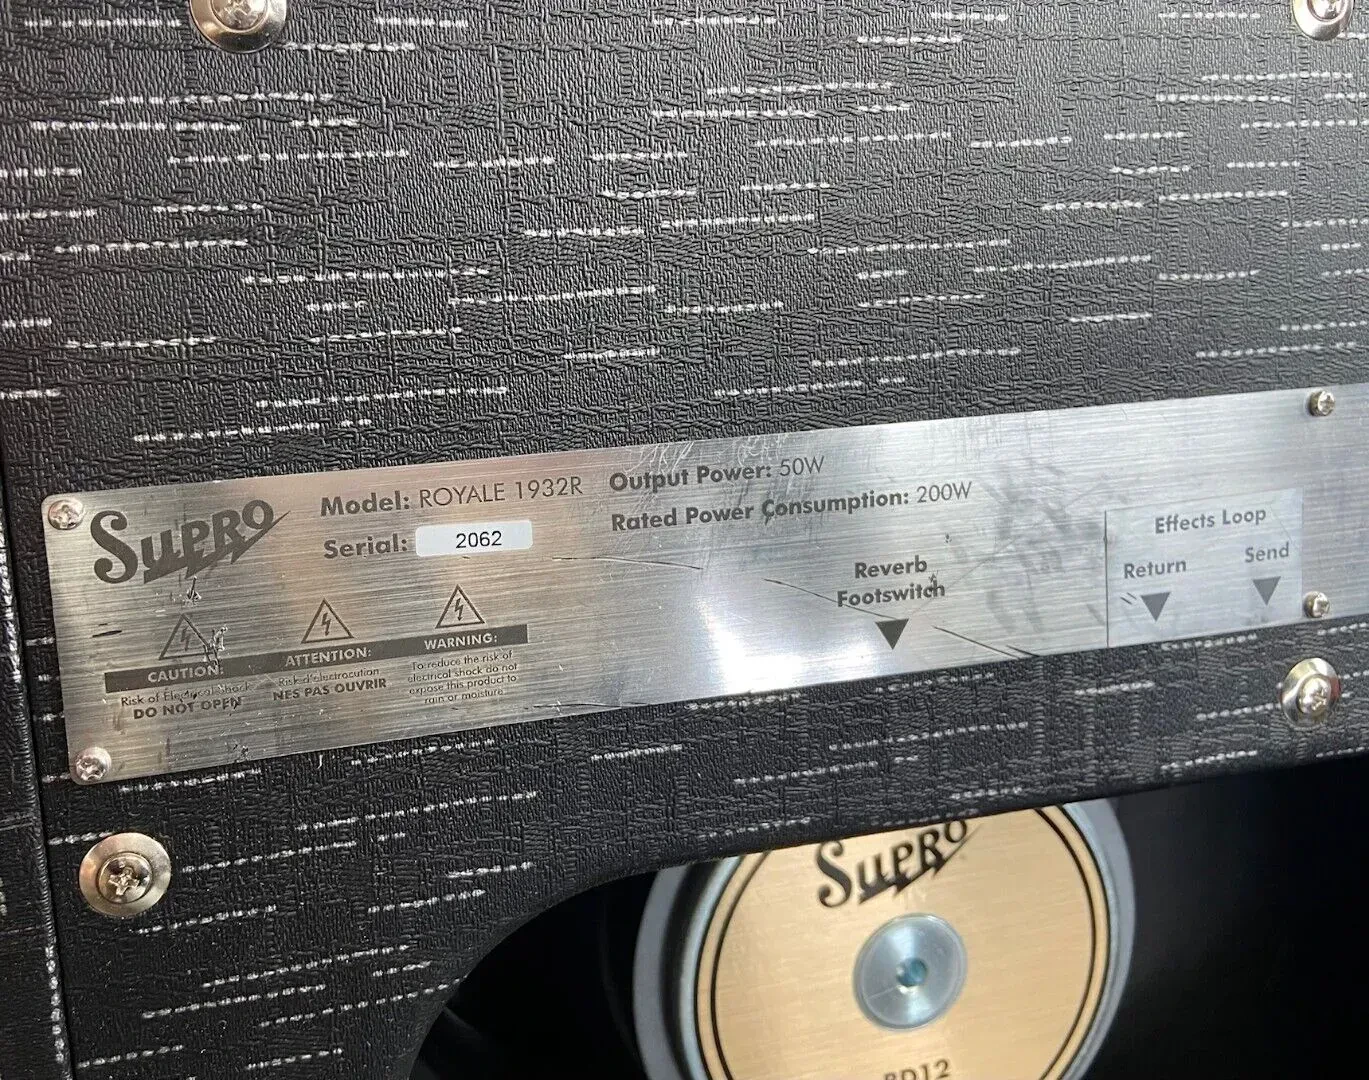 SUPRO
Model: ROYALE 1932R
Serial: 2062
Output Power: 50W
Rated Power Consumption: 200W
CAUTION:
Risk of Electrical Shock
DO NOT OPEN
ATTENTION:
Risk d'electrocution
NES PAS OUVRIR
WARNING:
To reduce the risk of
electrical shock do not
expose this product to
rain or moisture
Reverb
Footswitch
Effects Loop
Return
Send
SUPRO
BD12